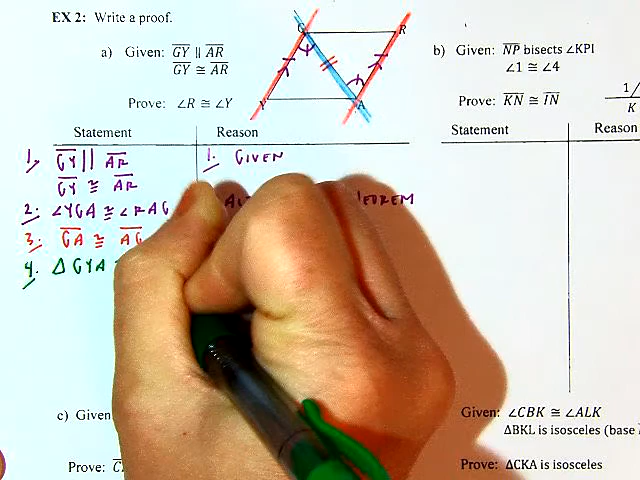 EX 2: Write a proof.
a) Given: GY || AR
GY ≅ AR
Prove: ∠R ≅ ∠Y
G R
Y A
Statement Reason
1. GY || AR 1. GIVEN
GY ≅ AR
2. ∠YGA ≅ ∠RAG
3. GA ≅ AG
4. △GYA
b) Given: NP bisects ∠KPI
∠1 ≅ ∠4
Prove: KN ≅ IN
1/
K
Statement Reason
c) Given
Prove:
Given: ∠CBK ≅ ∠ALK
ΔBKL is isosceles (base
Prove: ΔCKA is isosceles